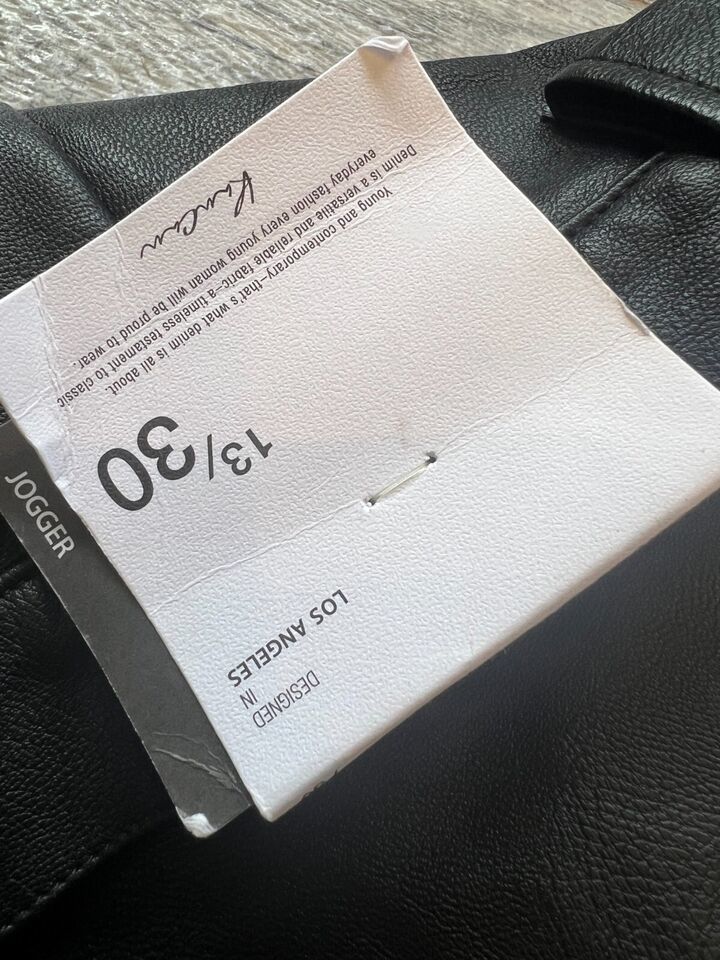 DESIGNED
IN
LOS ANGELES
13/30
Young and contemporary–that's what denim is all about.
Denim is a versatile and reliable fabric–a timeless testament to classic
everyday fashion every young woman will be proud to wear.
KanCan
JOGGER